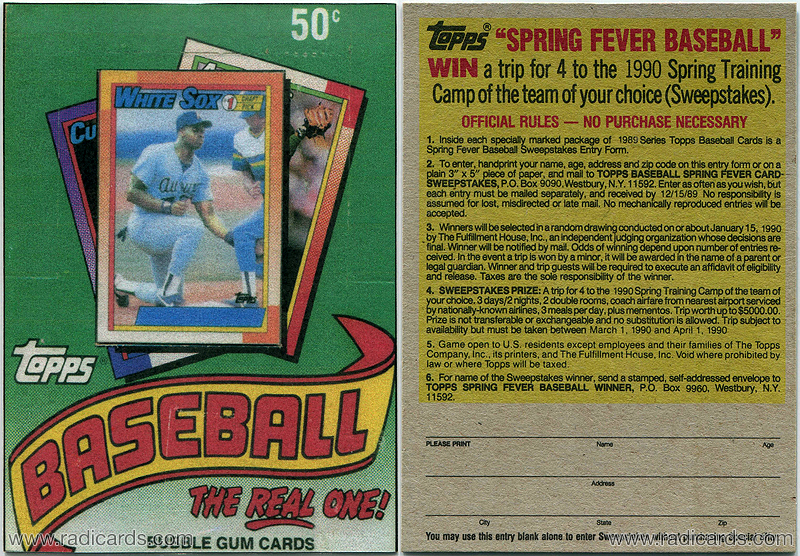 50¢
Cu
WHITE SOX #1 DRAFT PICK
Topps
topps
BASEBALL
THE REAL ONE!
BUBBLE GUM CARDS
www.radicards.com
topps® "SPRING FEVER BASEBALL"
WIN a trip for 4 to the 1990 Spring Training
Camp of the team of your choice (Sweepstakes).
OFFICIAL RULES — NO PURCHASE NECESSARY
1. Inside each specially marked package of 1989 Series Topps Baseball Cards is a
Spring Fever Baseball Sweepstakes Entry Form.
2. To enter, handprint your name, age, address and zip code on this entry form or on a
plain 3" x 5" piece of paper, and mail to TOPPS BASEBALL SPRING FEVER CARD
SWEEPSTAKES, P.O. Box 9090, Westbury, N.Y. 11592. Enter as often as you wish, but
each entry must be mailed separately, and received by 12/15/89 No responsibility is
assumed for lost, misdirected or late mail. No mechanically reproduced entries will be
accepted.
3. Winners will be selected in a random drawing conducted on or about January 15, 1990
by The Fulfillment House, Inc., an independent judging organization whose decisions are
final. Winner will be notified by mail. Odds of winning depend upon number of entries re-
ceived. In the event a trip is won by a minor, it will be awarded in the name of a parent or
legal guardian. Winner and trip guests will be required to execute an affidavit of eligibility
and release. Taxes are the sole responsibility of the winner.
4. SWEEPSTAKES PRIZE: A trip for 4 to the 1990 Spring Training Camp of the team of
your choice. 3 days/2 nights, 2 double rooms, coach airfare from nearest airport serviced
by nationally-known airlines, 3 meals per day, plus mementos. Trip worth up to $5000.00.
Prize is not transferable or exchangeable and no substitution is allowed. Trip subject to
availability but must be taken between March 1, 1990 and April 1, 1990
5. Game open to U.S. residents except employees and their families of The Topps
Company, Inc., its printers, and The Fulfillment House, Inc. Void where prohibited by
law or where Topps will be taxed.
6. For name of the Sweepstakes winner, send a stamped, self-addressed envelope to
TOPPS SPRING FEVER BASEBALL WINNER, P.O. Box 9960. Westbury, N.Y.
11592.
PLEASE PRINT Name Age
Address
City State Zip
You may use this entry blank alone to enter Sweepstakes without purchase of
www.radicards.com